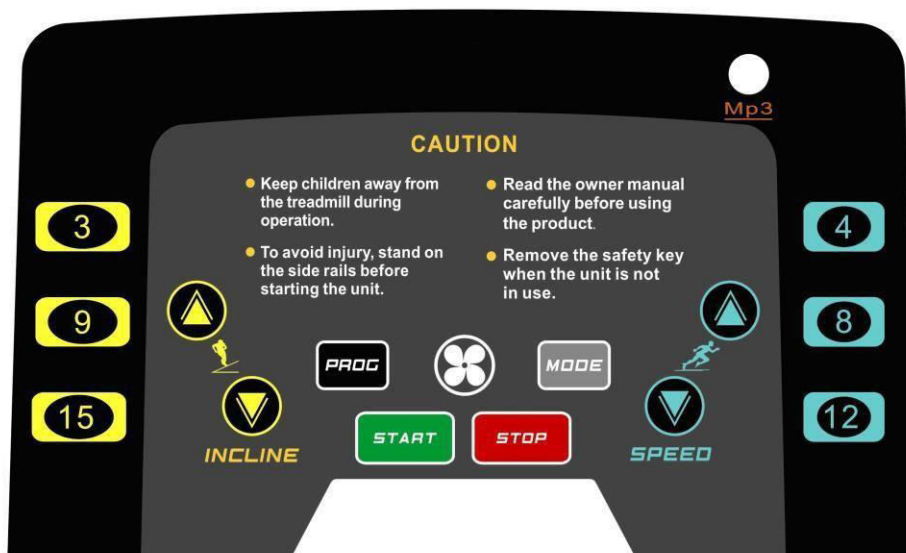 Mp3
CAUTION
Keep children away from
the treadmill during
operation.
To avoid injury, stand on
the side rails before
starting the unit.
Read the owner manual
carefully before using
the product.
Remove the safety key
when the unit is not
in use.
3
9
15
4
8
12
PROG
MODE
START
STOP
INCLINE
SPEED